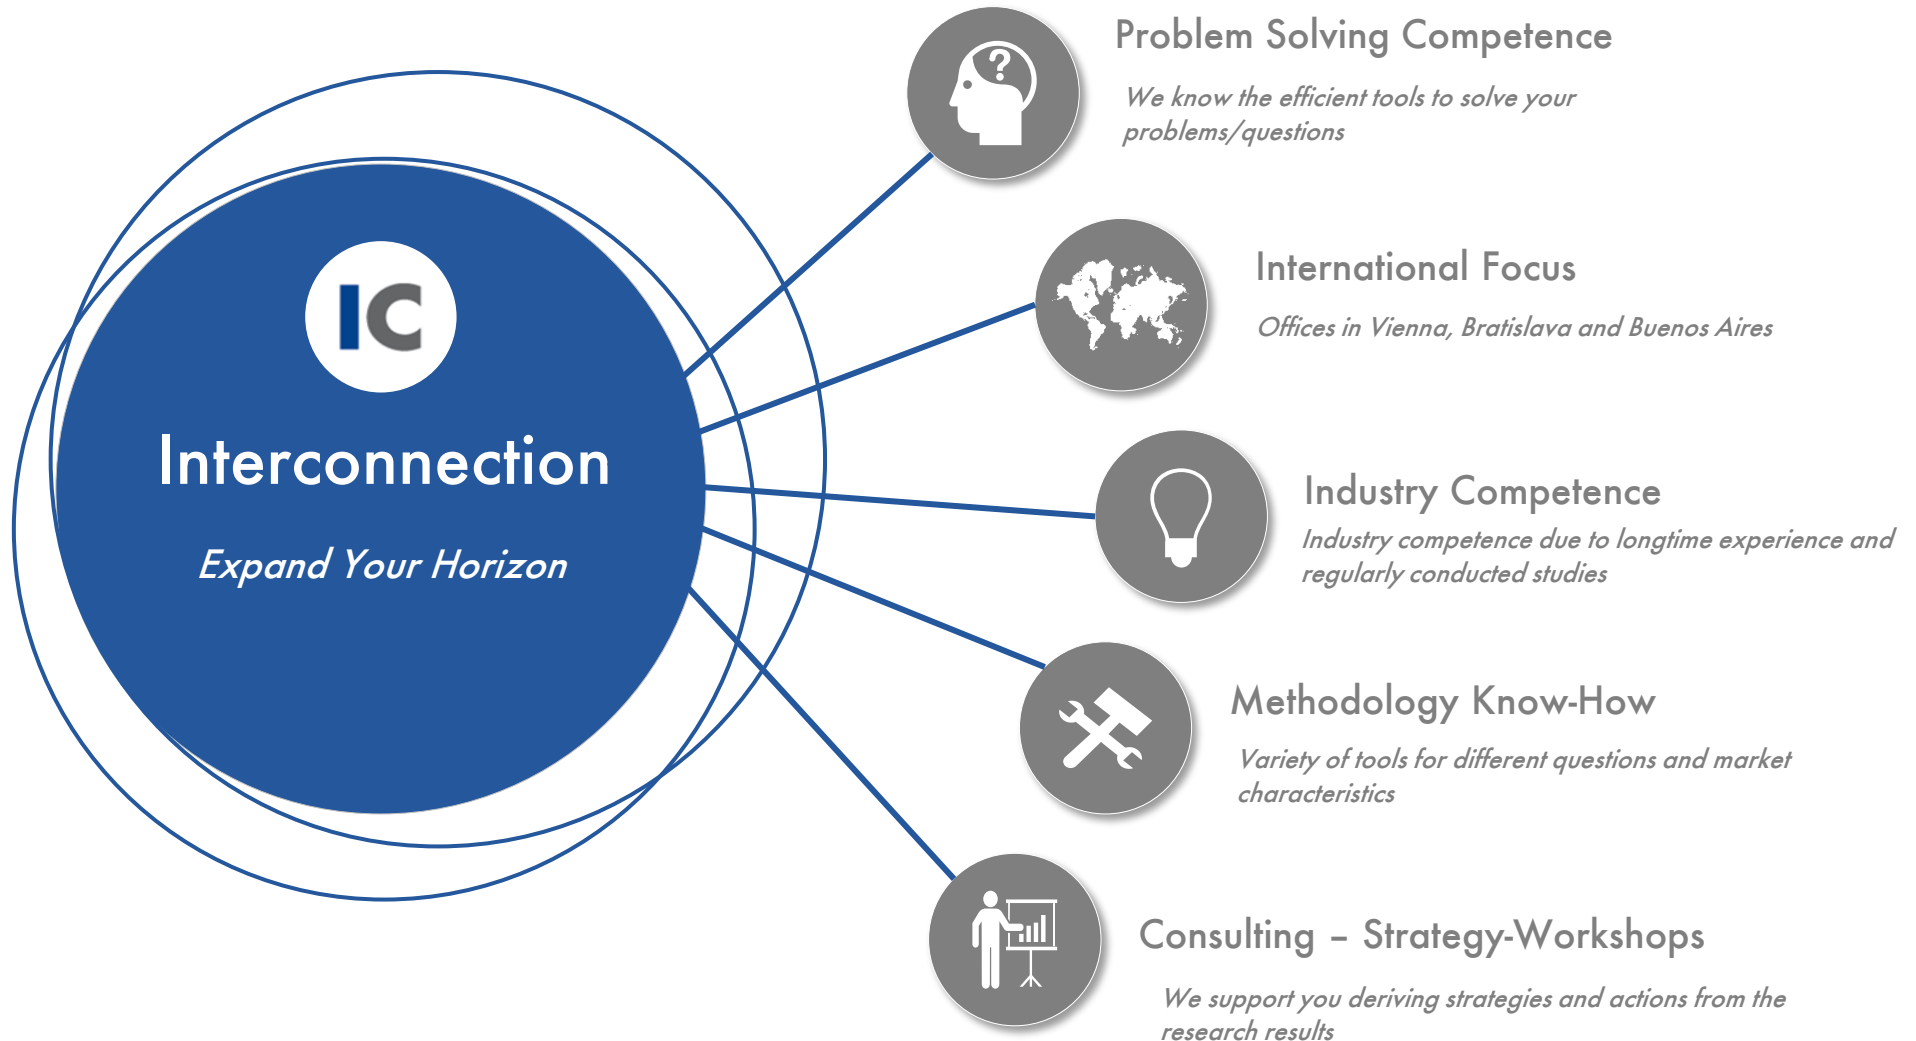 IC
Interconnection
Expand Your Horizon
Problem Solving Competence
We know the efficient tools to solve your
problems/questions
International Focus
Offices in Vienna, Bratislava and Buenos Aires
Industry Competence
Industry competence due to longtime experience and
regularly conducted studies
Methodology Know-How
Variety of tools for different questions and market
characteristics
Consulting – Strategy-Workshops
We support you deriving strategies and actions from the
research results